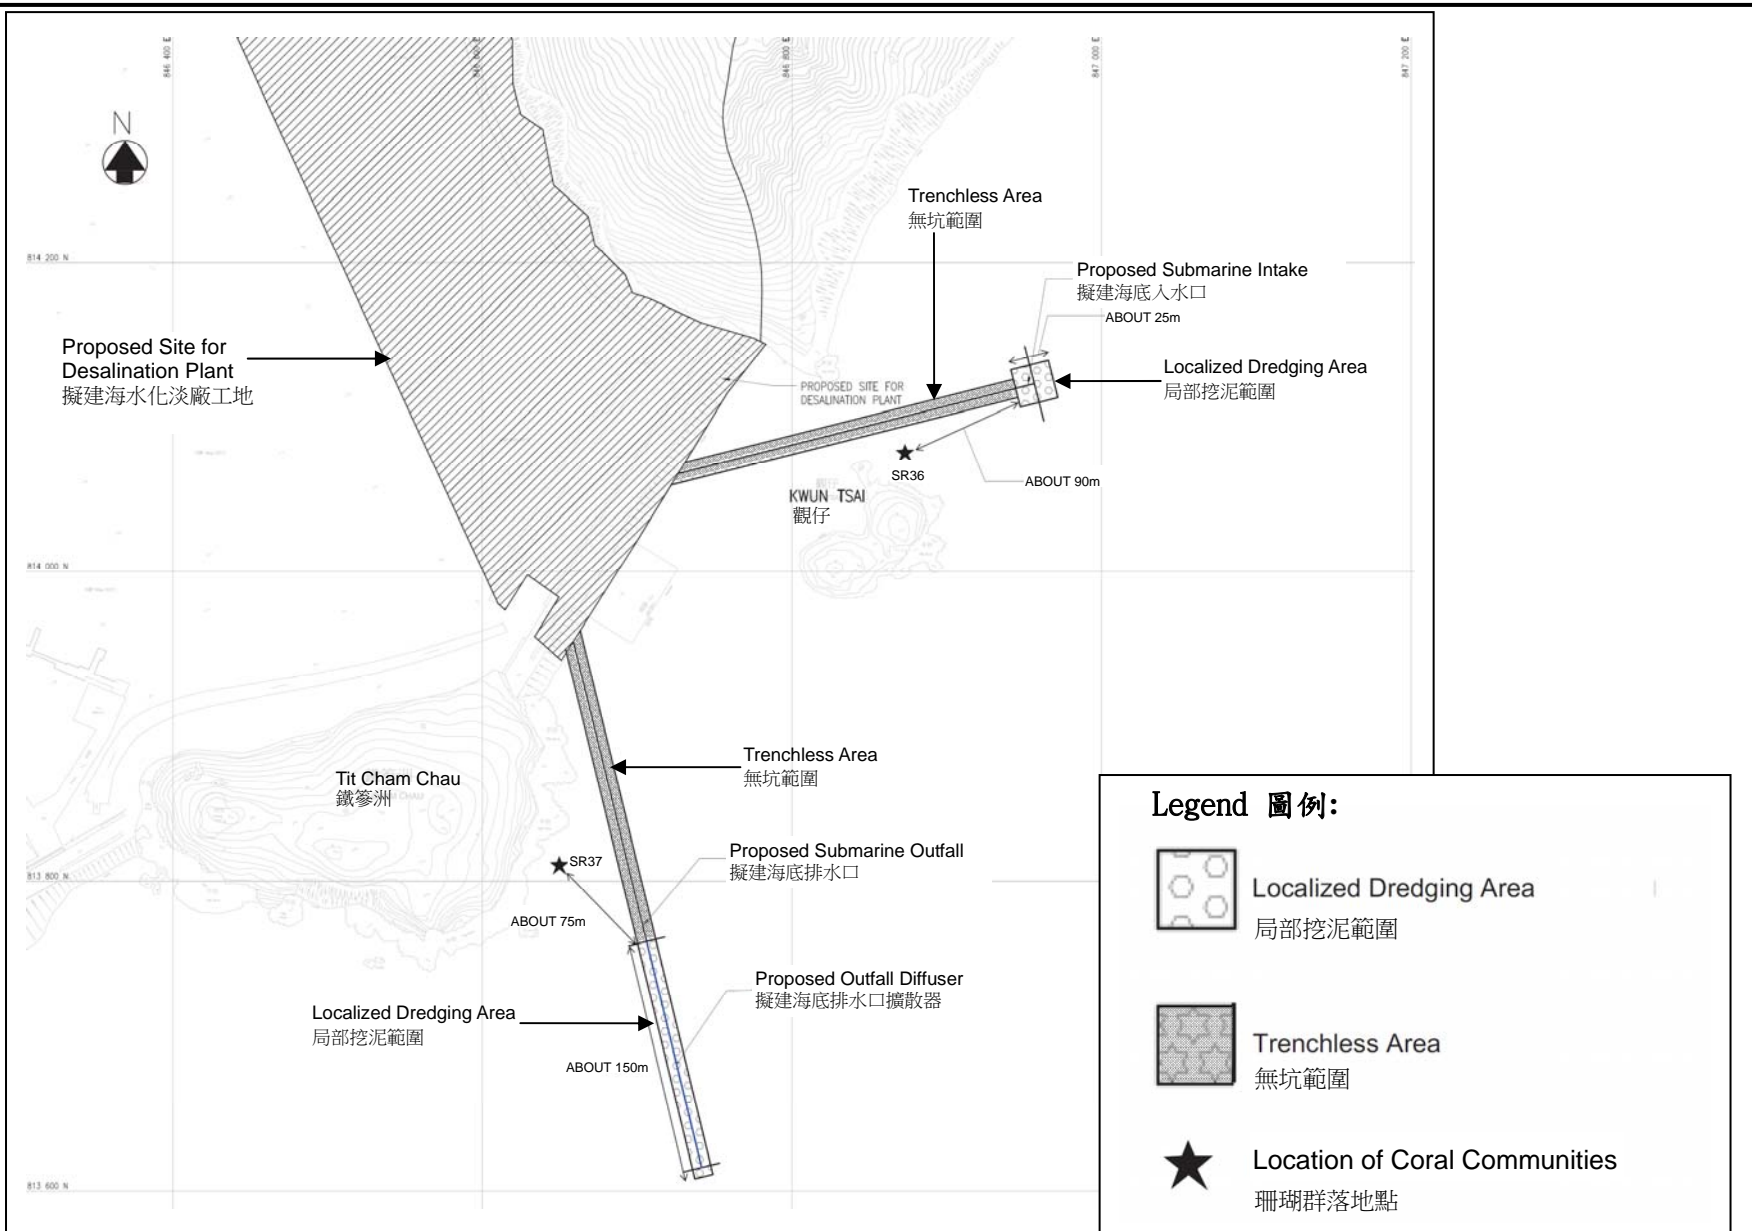 846 400 E
846 800 E
847 000 E
847 200 E
N
Trenchless Area
無坑範圍
814 200 N
Proposed Submarine Intake
擬建海底入水口
ABOUT 25m
Proposed Site for
Desalination Plant
擬建海水化淡廠工地
Localized Dredging Area
局部挖泥範圍
PROPOSED SITE FOR
DESALINATION PLANT
SR36
ABOUT 90m
KWUN TSAI
觀仔
814 000 N
Trenchless Area
無坑範圍
Tit Cham Chau
鐵篸洲
SR37
Proposed Submarine Outfall
擬建海底排水口
813 800 N
ABOUT 75m
Proposed Outfall Diffuser
擬建海底排水口擴散器
Localized Dredging Area
局部挖泥範圍
ABOUT 150m
813 600 N
Legend 圖例:
Localized Dredging Area
局部挖泥範圍
Trenchless Area
無坑範圍
Location of Coral Communities
珊瑚群落地點